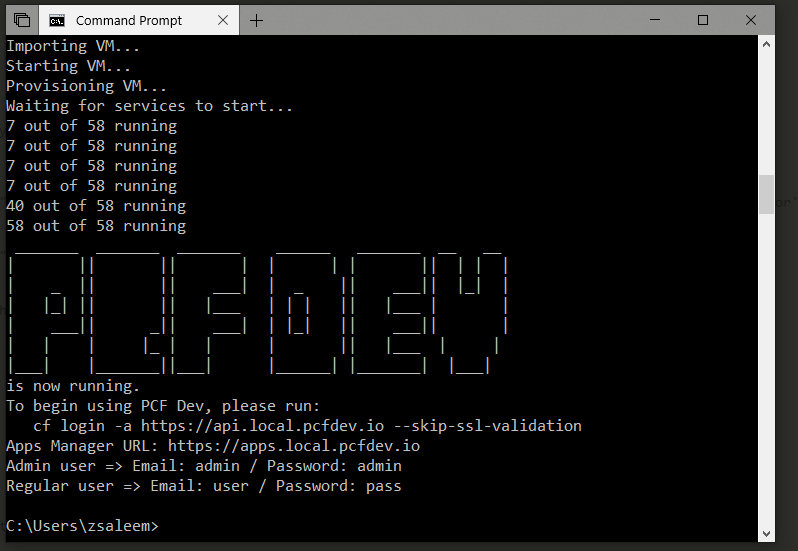 Command Prompt
Importing VM...
Starting VM...
Provisioning VM...
Waiting for services to start...
7 out of 58 running
7 out of 58 running
7 out of 58 running
7 out of 58 running
40 out of 58 running
58 out of 58 running
PCF DEV
is now running.
To begin using PCF Dev, please run:
cf login -a https://api.local.pcfdev.io --skip-ssl-validation
Apps Manager URL: https://apps.local.pcfdev.io
Admin user => Email: admin / Password: admin
Regular user => Email: user / Password: pass
C:\Users\zsaleem>